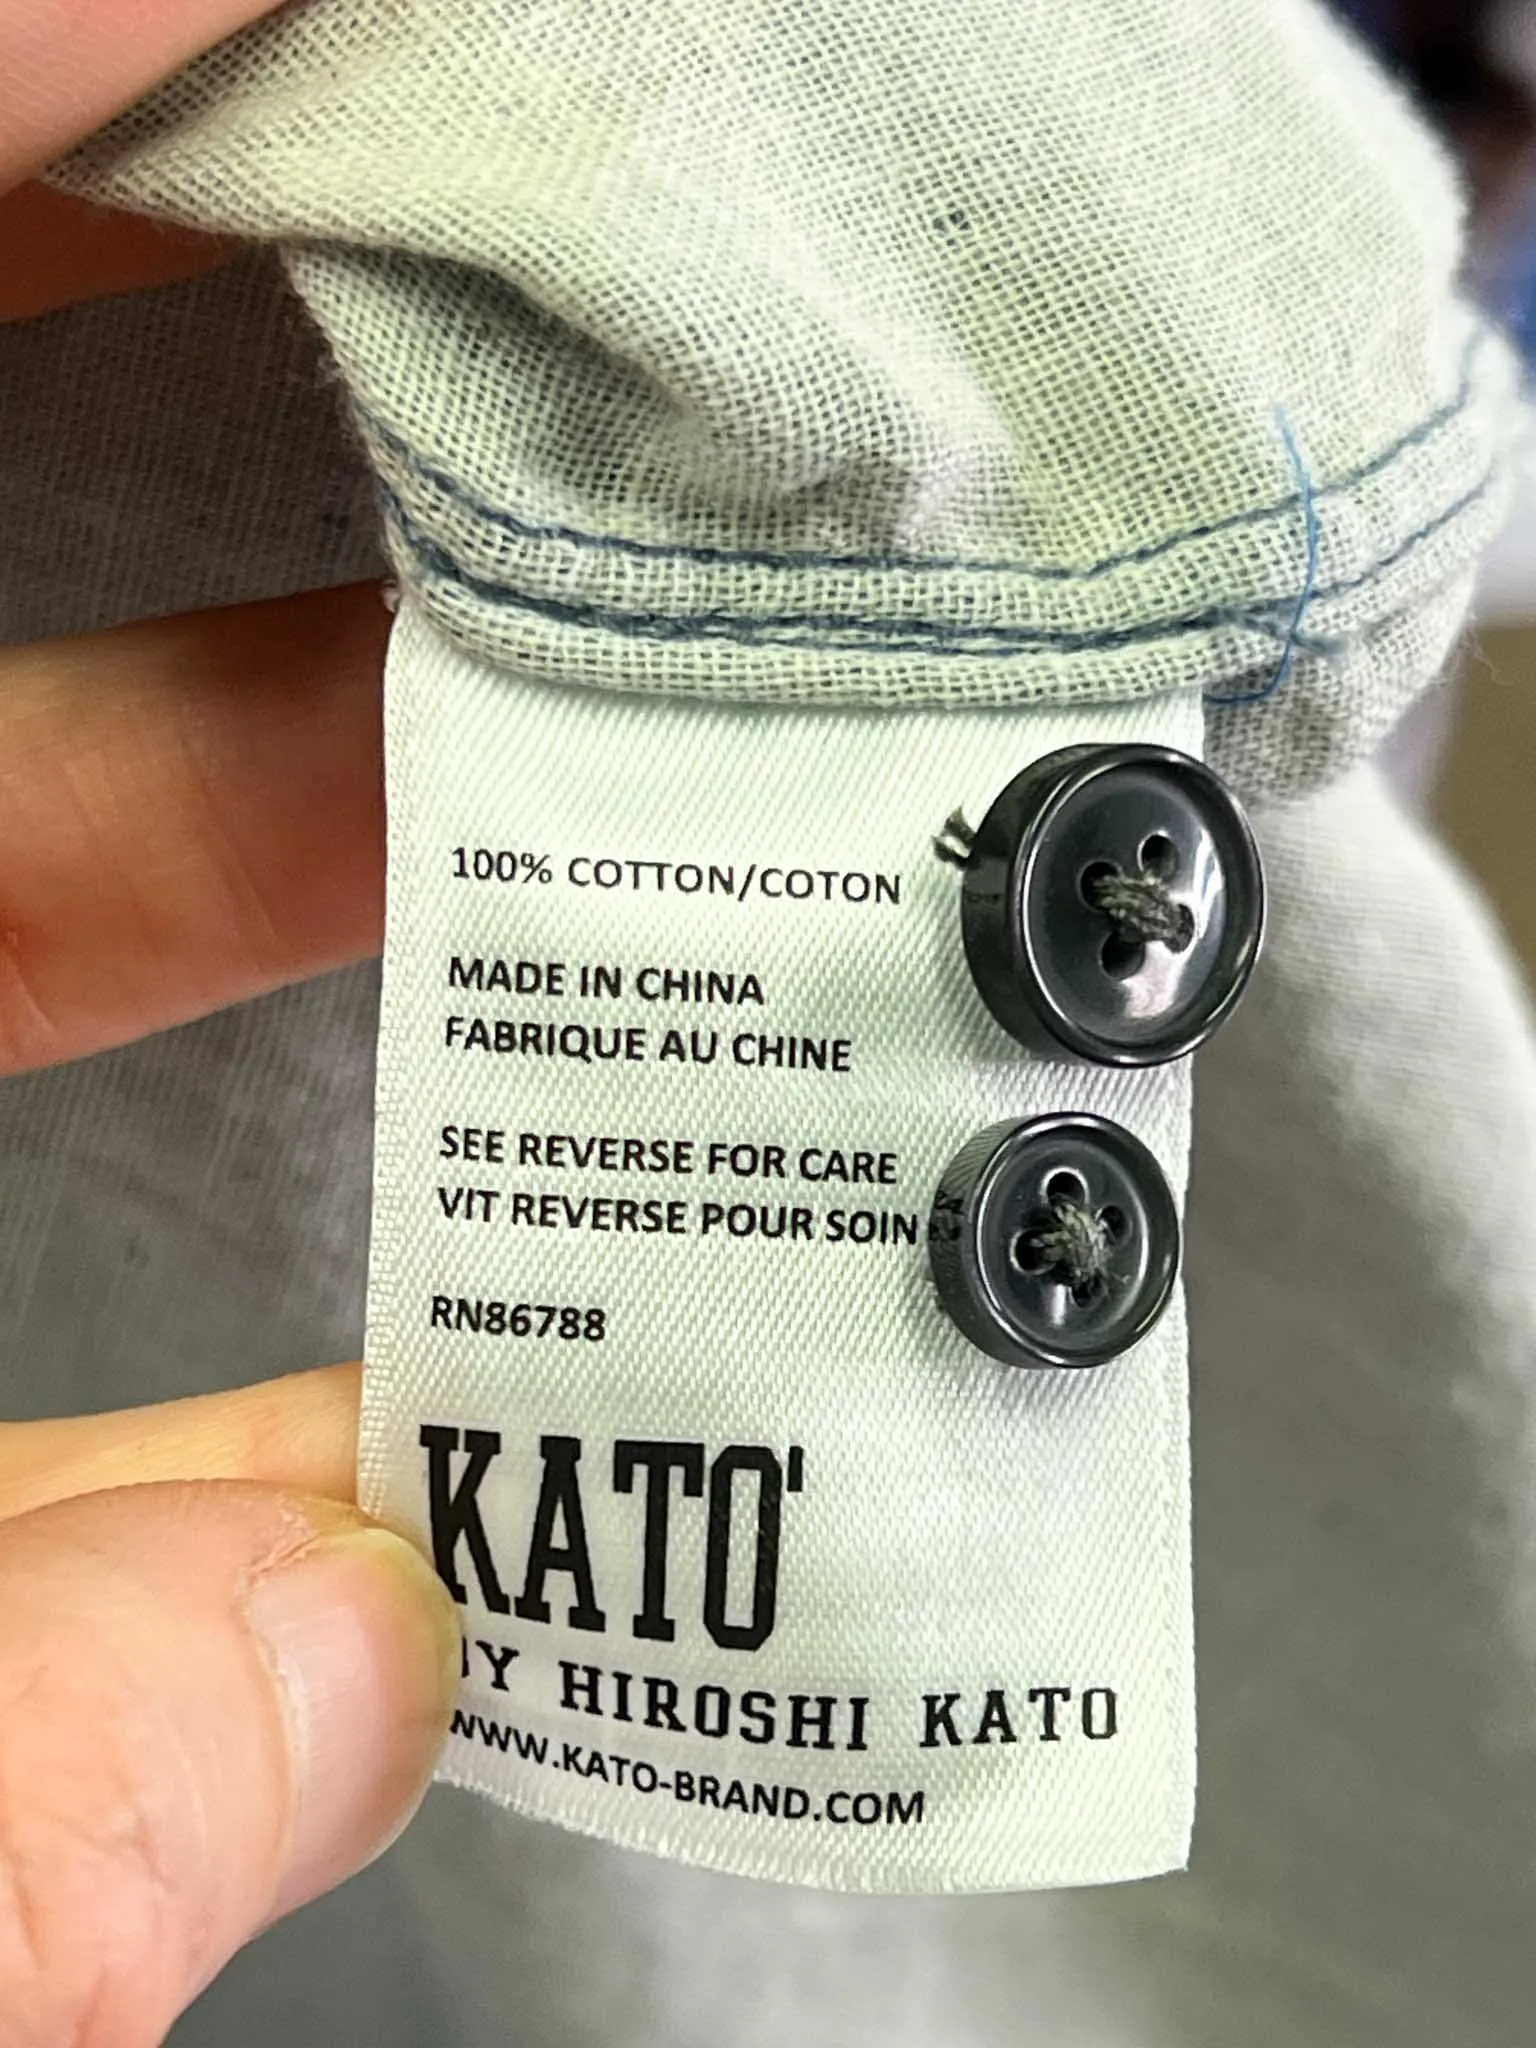 100% COTTON/COTON
MADE IN CHINA
FABRIQUE AU CHINE
SEE REVERSE FOR CARE
VIT REVERSE POUR SOIN
RN86788
KATO'
BY HIROSHI KATO
WWW.KATO-BRAND.COM